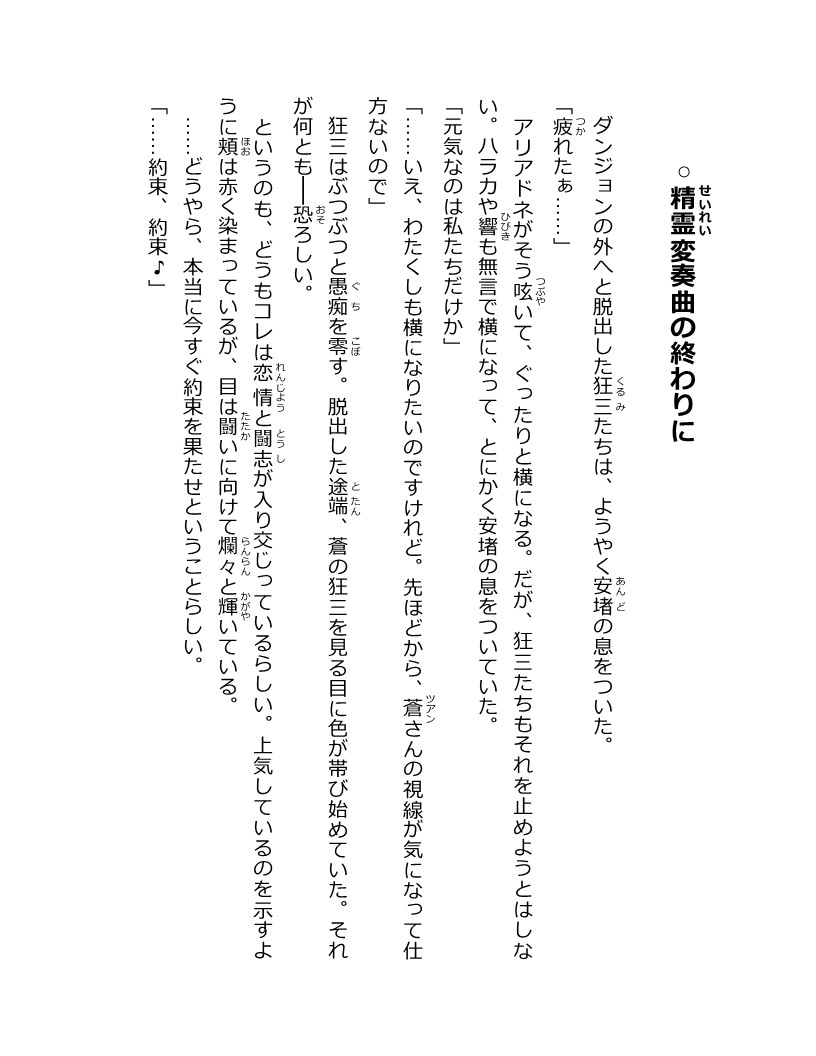 ○精霊変奏曲の終わりに
ダンジョンの外へと脱出した狂三たちは、ようやく安堵の息をついた。
「疲れたぁ……」
アリアドネがそう呟いて、ぐったりと横になる。だが、狂三たちもそれを止めようとはしな
い。ハラカや響も無言で横になって、とにかく安堵の息をついていた。
「元気なのは私たちだけか」
「……いえ、わたくしも横になりたいのですけれど。先ほどから、蒼さんの視線が気になって仕
方ないので」
狂三はぶつぶつと愚痴を零す。脱出した途端、蒼の狂三を見る目に色が帯び始めていた。それ
が何とも──恐ろしい。
というのも、どうもコレは恋情と闘志が入り交じっているらしい。上気しているのを示すよ
うに頬は赤く染まっているが、目は闘いに向けて爛々と輝いている。
……どうやら、本当に今すぐ約束を果たせということらしい。
「……約束、約束♪」